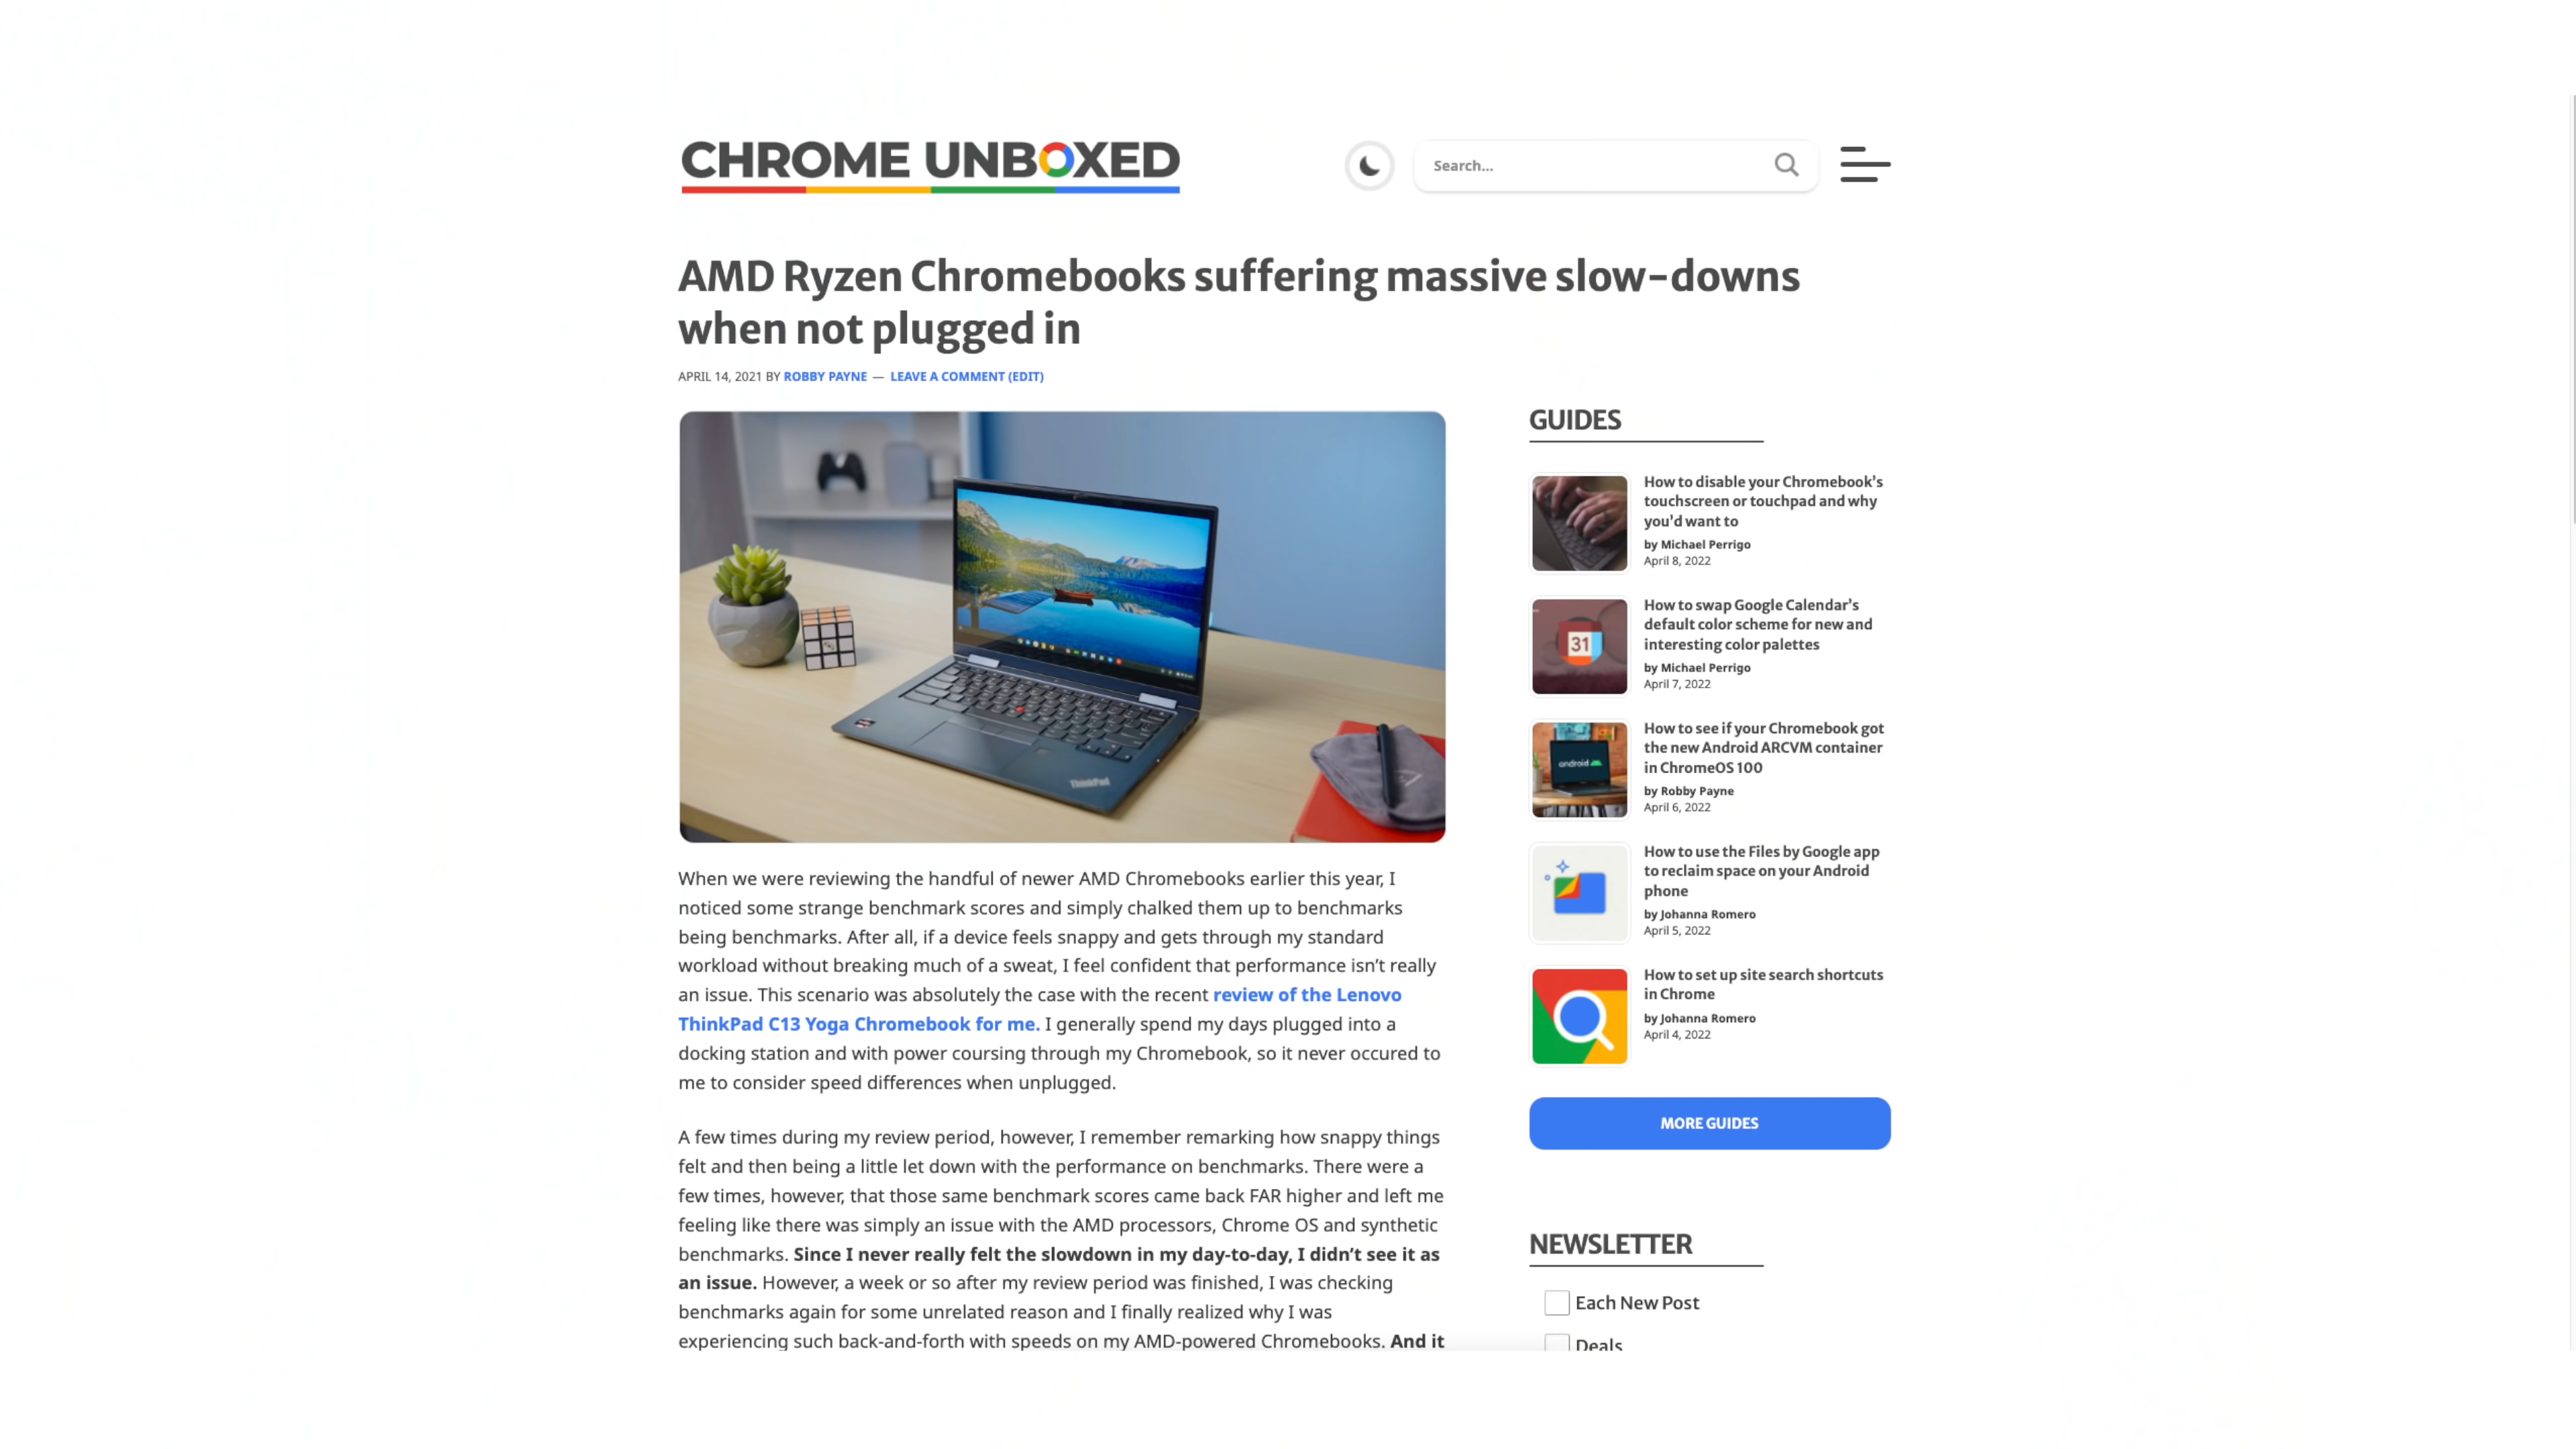 CHROME UNBOXED
Search...
AMD Ryzen Chromebooks suffering massive slow-downs
when not plugged in
APRIL 14, 2021 BY ROBBY PAYNE — LEAVE A COMMENT (EDIT)
ThinkPad
When we were reviewing the handful of newer AMD Chromebooks earlier this year, I
noticed some strange benchmark scores and simply chalked them up to benchmarks
being benchmarks. After all, if a device feels snappy and gets through my standard
workload without breaking much of a sweat, I feel confident that performance isn't really
an issue. This scenario was absolutely the case with the recent review of the Lenovo
ThinkPad C13 Yoga Chromebook for me. I generally spend my days plugged into a
docking station and with power coursing through my Chromebook, so it never occured to
me to consider speed differences when unplugged.
A few times during my review period, however, I remember remarking how snappy things
felt and then being a little let down with the performance on benchmarks. There were a
few times, however, that those same benchmark scores came back FAR higher and left me
feeling like there was simply an issue with the AMD processors, Chrome OS and synthetic
benchmarks. Since I never really felt the slowdown in my day-to-day, I didn't see it as
an issue. However, a week or so after my review period was finished, I was checking
benchmarks again for some unrelated reason and I finally realized why I was
experiencing such back-and-forth with speeds on my AMD-powered Chromebooks. And it
GUIDES
How to disable your Chromebook's
touchscreen or touchpad and why
you'd want to
by Michael Perrigo
April 8, 2022
31
How to swap Google Calendar's
default color scheme for new and
interesting color palettes
by Michael Perrigo
April 7, 2022
android
How to see if your Chromebook got
the new Android ARCVM container
in ChromeOS 100
by Robby Payne
April 6, 2022
How to use the Files by Google app
to reclaim space on your Android
phone
by Johanna Romero
April 5, 2022
How to set up site search shortcuts
in Chrome
by Johanna Romero
April 4, 2022
MORE GUIDES
NEWSLETTER
Each New Post
Deals